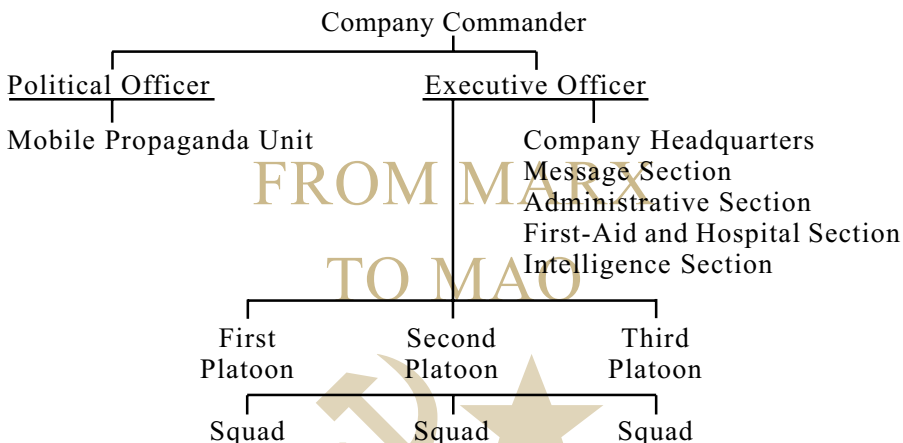 Company Commander
Political Officer
Executive Officer
Mobile Propaganda Unit
Company Headquarters
Message Section
Administrative Section
First-Aid and Hospital Section
Intelligence Section
FROM MARX
TO MAO
First Platoon
Second Platoon
Third Platoon
Squad
Squad
Squad